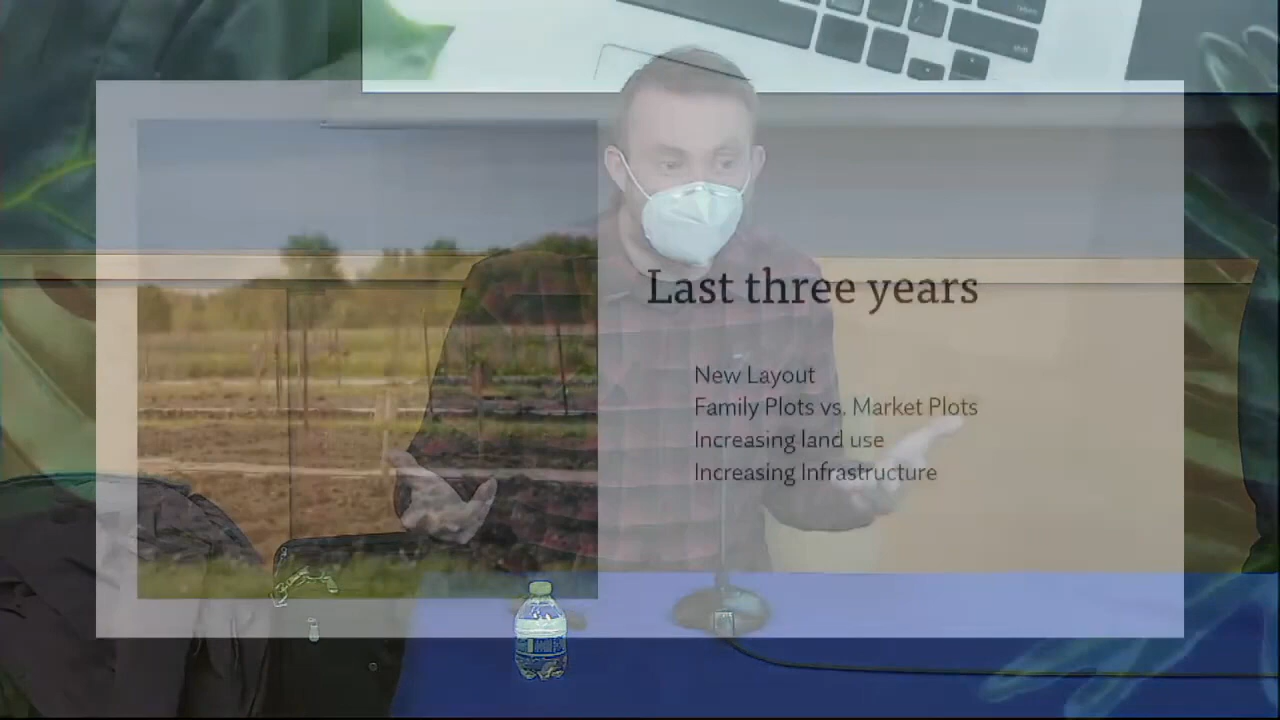 Last three years
New Layout
Family Plots vs. Market Plots
Increasing land use
Increasing Infrastructure